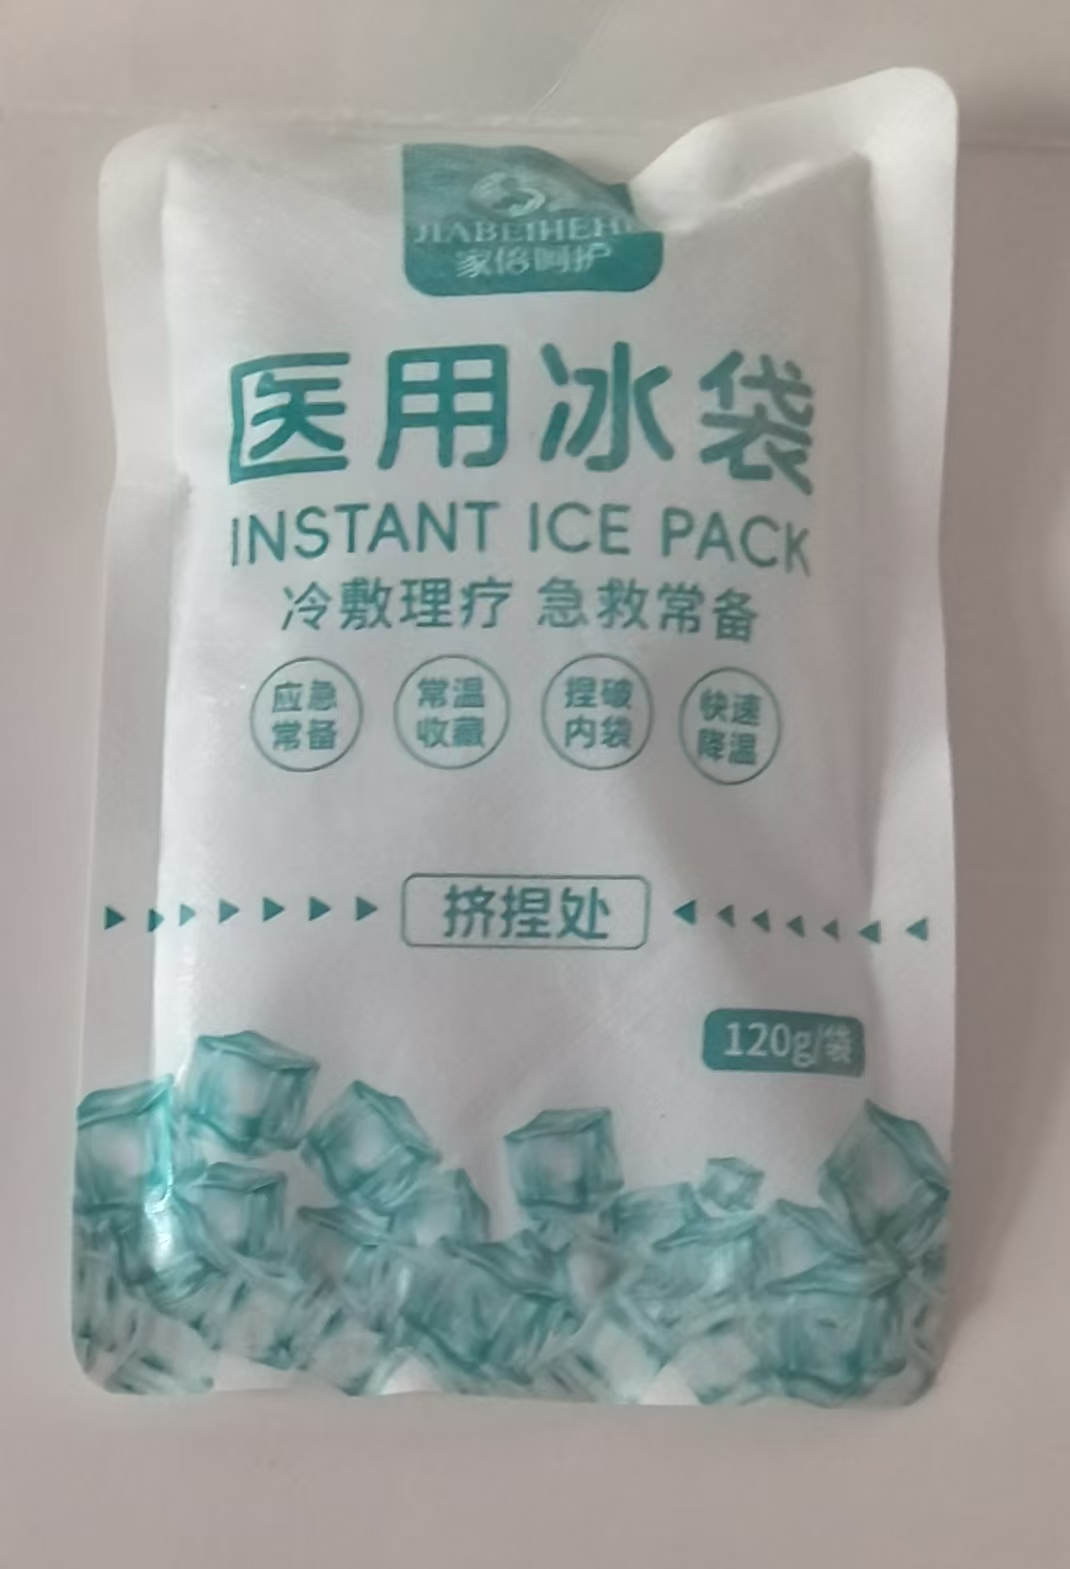 家倍呵护
医用冰袋
INSTANT ICE PACK
冷敷理疗 急救常备
应急
常备
常温
收藏
捏破
内袋
快速
降温
挤捏处
120g/袋